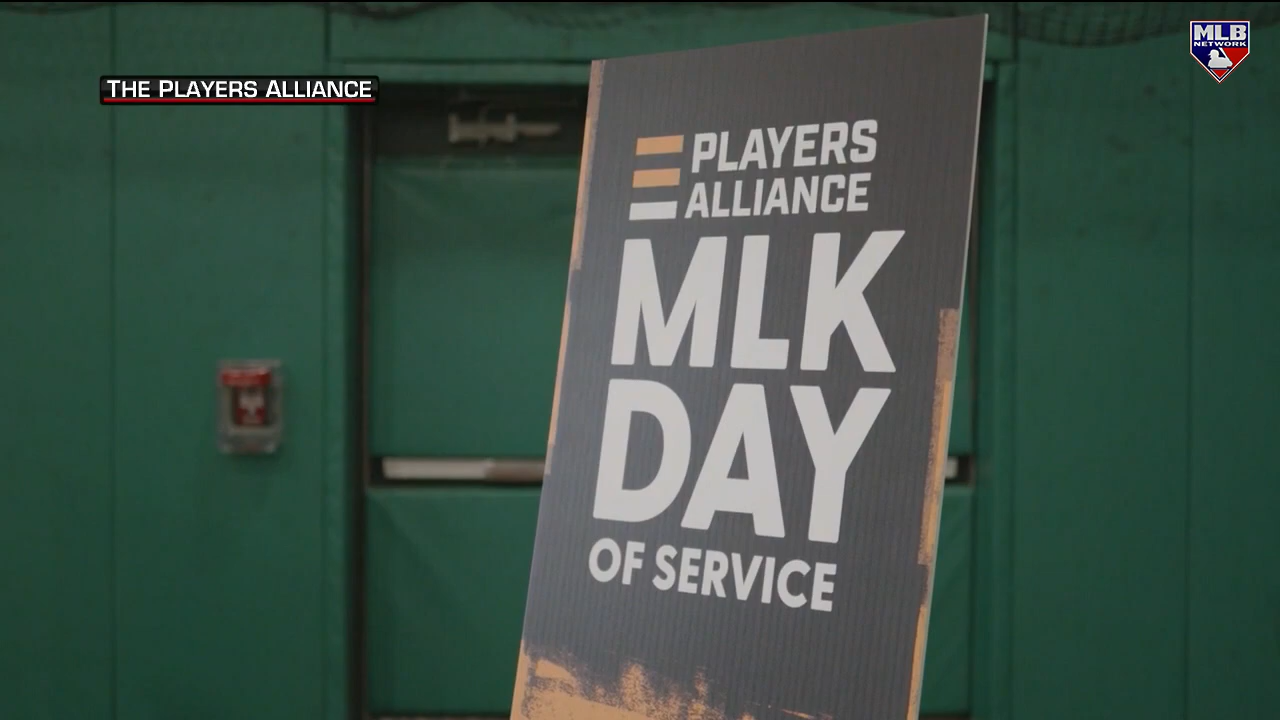 THE PLAYERS ALLIANCE
MLB
NETWORK
PLAYERS
ALLIANCE
MLK
DAY
OF SERVICE